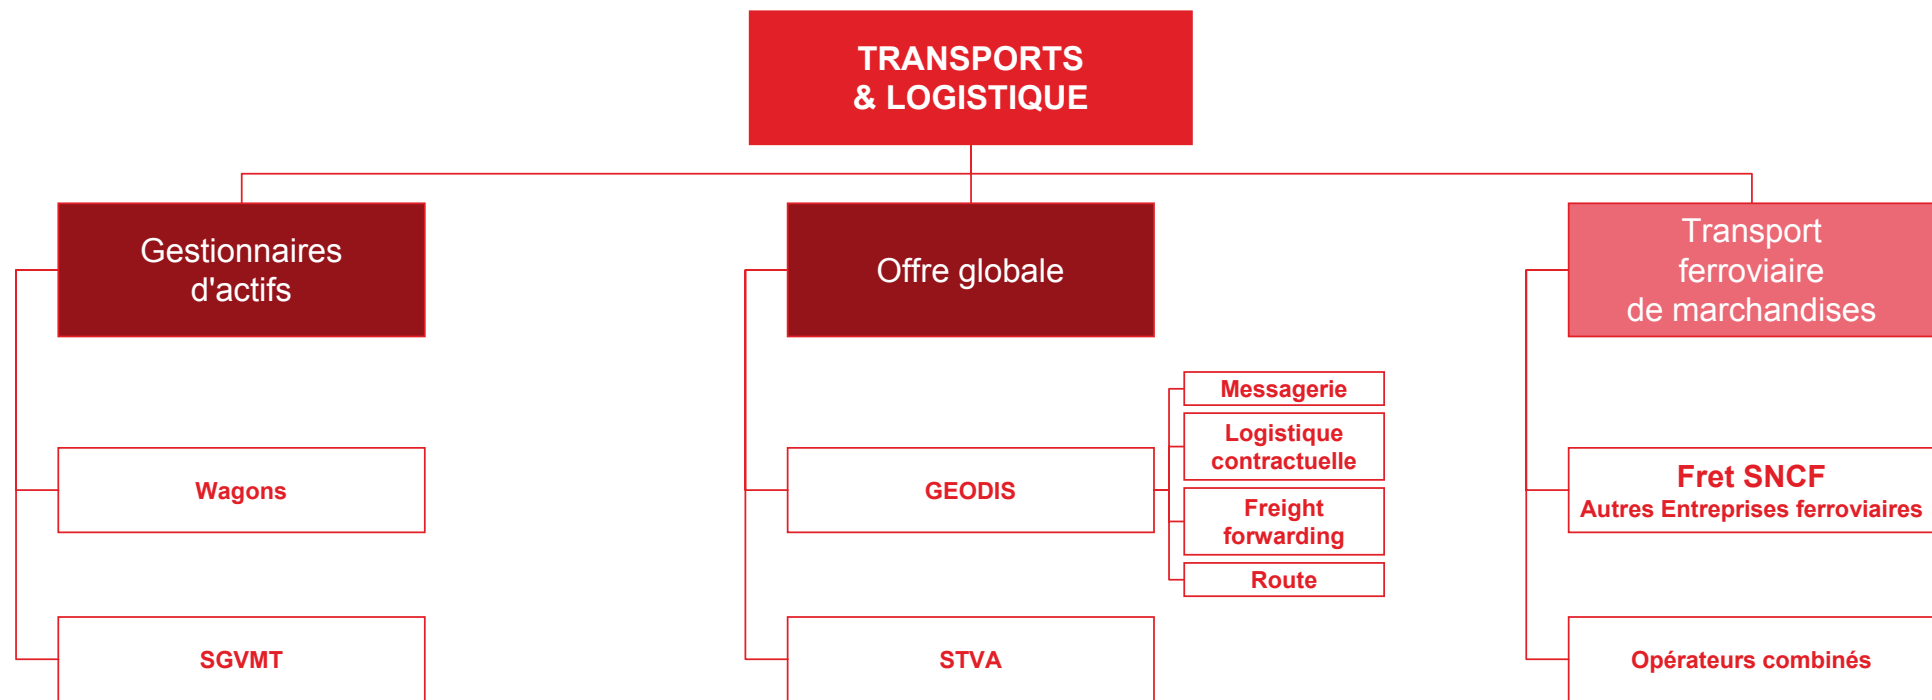 TRANSPORTS
& LOGISTIQUE
Gestionnaires
d'actifs
Offre globale
Transport
ferroviaire
de marchandises
Messagerie
Logistique
contractuelle
Freight
forwarding
Route
Wagons
GEODIS
Fret SNCF
Autres Entreprises ferroviaires
SGVMT
STVA
Opérateurs combinés